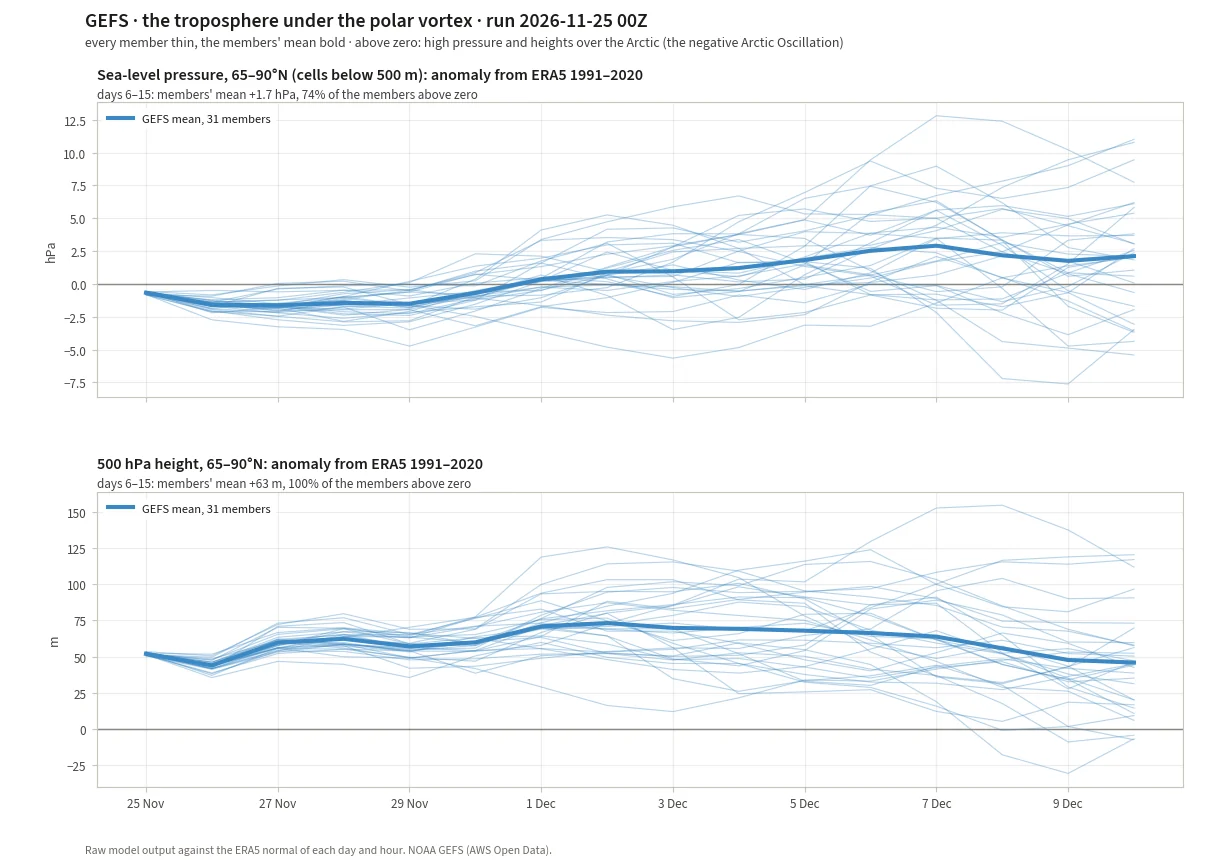 GEFS · the troposphere under the polar vortex · run 2026-11-25 00Z
every member thin, the members' mean bold · above zero: high pressure and heights over the Arctic (the negative Arctic Oscillation)
Sea-level pressure, 65–90°N (cells below 500 m): anomaly from ERA5 1991–2020
days 6–15: members' mean +1.7 hPa, 74% of the members above zero
GEFS mean, 31 members
12.5
10.0
7.5
5.0
2.5
0.0
−2.5
−5.0
−7.5
hPa
500 hPa height, 65–90°N: anomaly from ERA5 1991–2020
days 6–15: members' mean +63 m, 100% of the members above zero
GEFS mean, 31 members
150
125
100
75
50
25
0
−25
m
25 Nov 27 Nov 29 Nov 1 Dec 3 Dec 5 Dec 7 Dec 9 Dec
Raw model output against the ERA5 normal of each day and hour. NOAA GEFS (AWS Open Data).